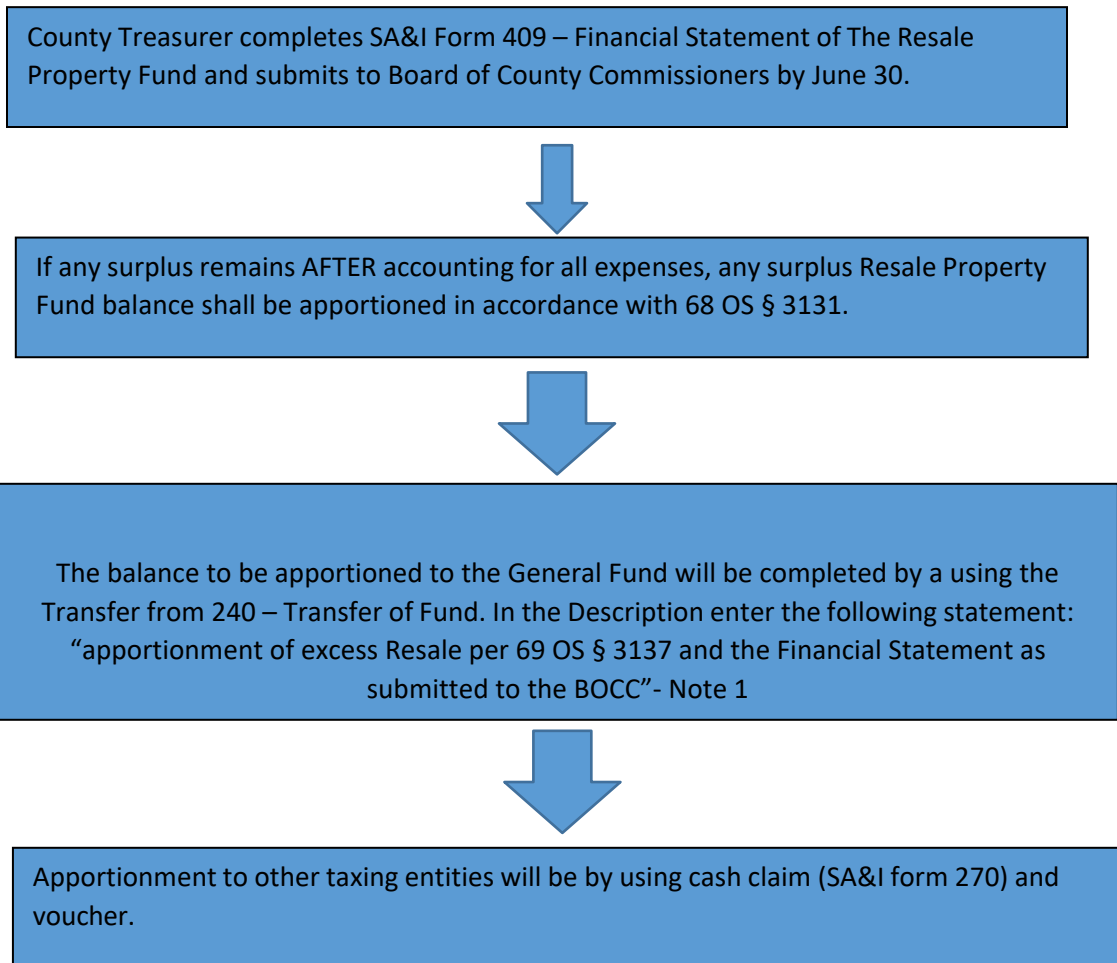 County Treasurer completes SA&I Form 409 – Financial Statement of The Resale
Property Fund and submits to Board of County Commissioners by June 30.
If any surplus remains AFTER accounting for all expenses, any surplus Resale Property
Fund balance shall be apportioned in accordance with 68 OS § 3131.
The balance to be apportioned to the General Fund will be completed by a using the
Transfer from 240 – Transfer of Fund. In the Description enter the following statement:
“apportionment of excess Resale per 69 OS § 3137 and the Financial Statement as
submitted to the BOCC”- Note 1
Apportionment to other taxing entities will be by using cash claim (SA&I form 270) and
voucher.